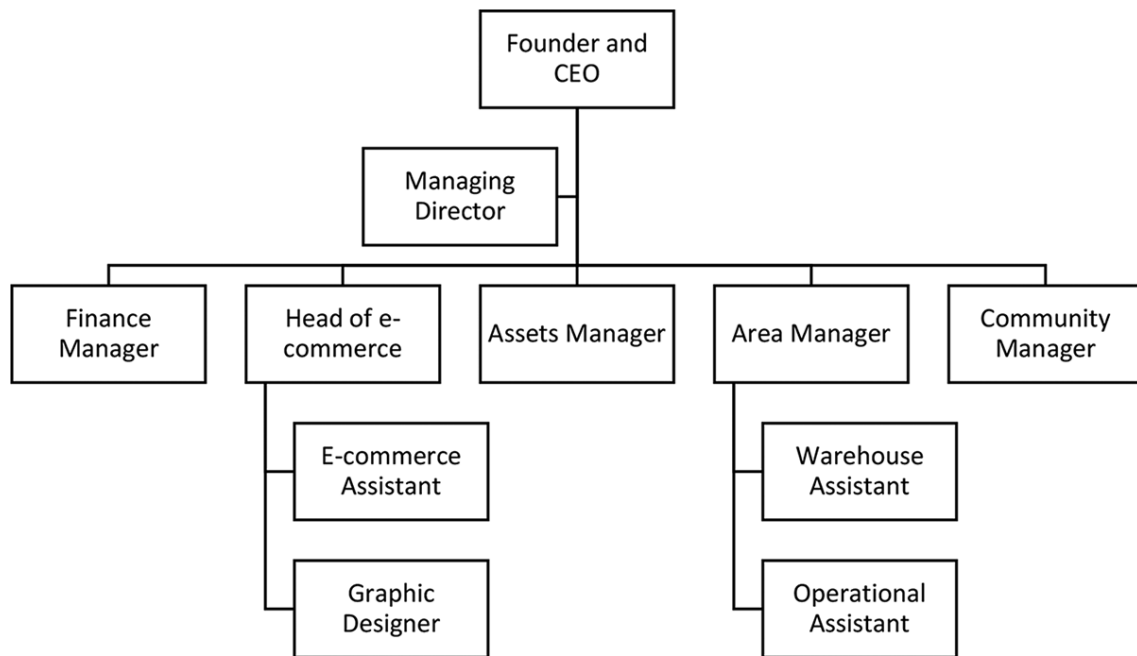 Founder and
CEO
Managing
Director
Finance
Manager
Head of e-
commerce
Assets Manager
Area Manager
Community
Manager
E-commerce
Assistant
Warehouse
Assistant
Graphic
Designer
Operational
Assistant